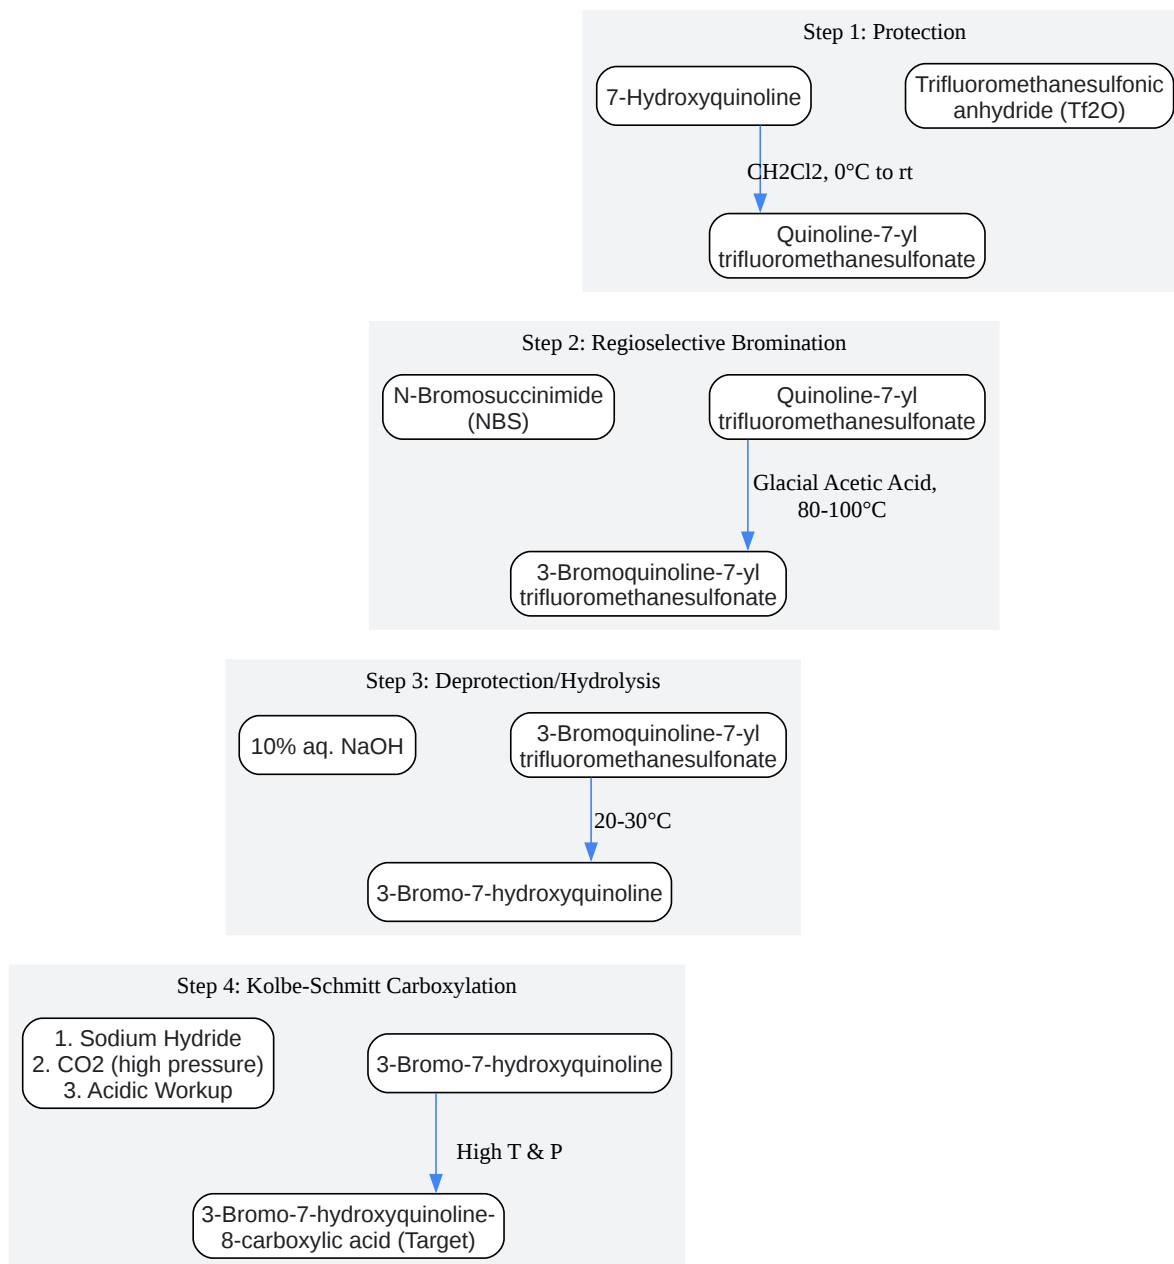 Step 1: Protection
7-Hydroxyquinoline
Trifluoromethanesulfonic
anhydride (Tf2O)
CH2Cl2, 0°C to rt
Quinoline-7-yl
trifluoromethanesulfonate
Step 2: Regioselective Bromination
N-Bromosuccinimide
(NBS)
Quinoline-7-yl
trifluoromethanesulfonate
Glacial Acetic Acid,
80-100°C
3-Bromoquinoline-7-yl
trifluoromethanesulfonate
Step 3: Deprotection/Hydrolysis
10% aq. NaOH
3-Bromoquinoline-7-yl
trifluoromethanesulfonate
20-30°C
3-Bromo-7-hydroxyquinoline
Step 4: Kolbe-Schmitt Carboxylation
1. Sodium Hydride
2. CO2 (high pressure)
3. Acidic Workup
3-Bromo-7-hydroxyquinoline
High T & P
3-Bromo-7-hydroxyquinoline-
8-carboxylic acid (Target)